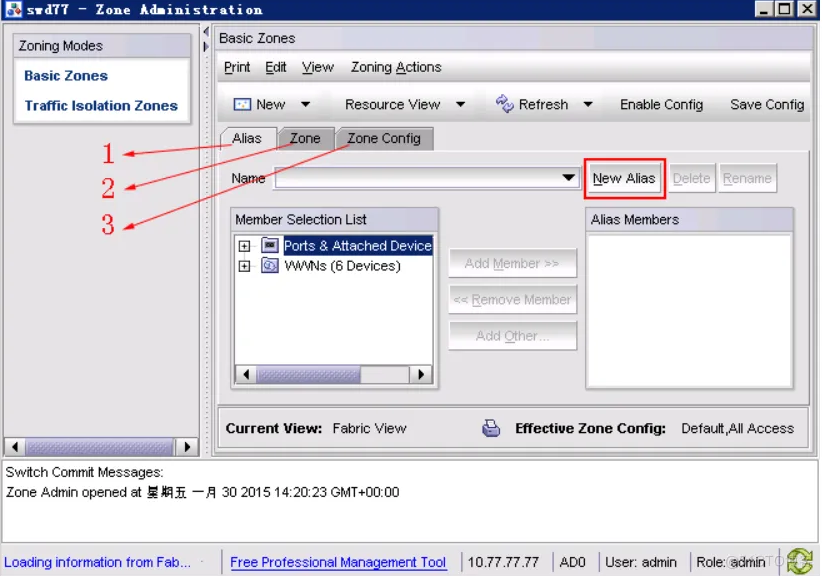 swd77 - Zone Administration
Zoning Modes
Basic Zones
Traffic Isolation Zones
Basic Zones
Print Edit View Zoning Actions
New Resource View Refresh Enable Config Save Config
Alias Zone Zone Config
1
2
3
Name New Alias Delete Rename
Member Selection List
Ports & Attached Device
WWNs (6 Devices)
Add Member >>
<< Remove Member
Add Other...
Alias Members
Current View: Fabric View Effective Zone Config: Default,All Access
Switch Commit Messages:
Zone Admin opened at 星期五 一月 30 2015 14:20:23 GMT+00:00
Loading information from Fab... Free Professional Management Tool 10.77.77.77 AD0 User: admin Role: admin